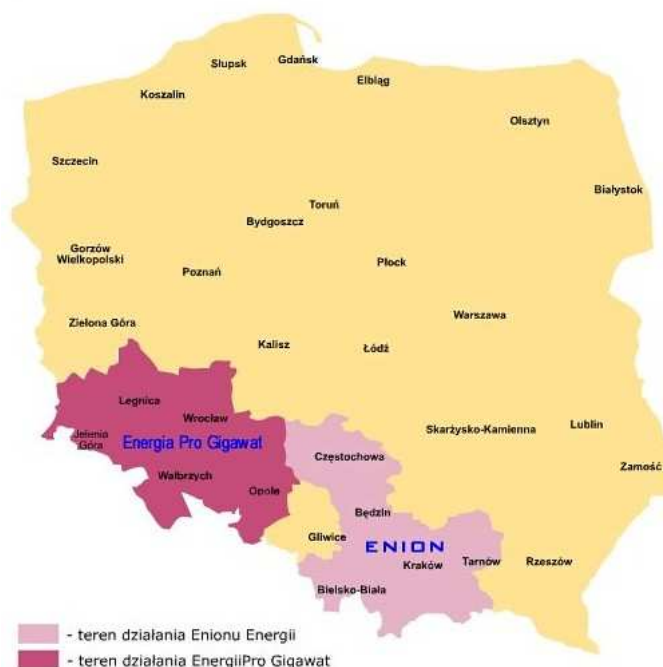 Słupsk
Gdańsk
Koszalin
Elbląg
Olsztyn
Szczecin
Białystok
Toruń
Bydgoszcz
Gorzów
Wielkopolski
Płock
Poznań
Warszawa
Zielona Góra
Kalisz
Łódź
Legnica
Wrocław
Lublin
Skarżysko-Kamienna
Jelenia
Góra
Energia Pro Gigawat
Częstochowa
Zamość
Wałbrzych
Opole
Będzin
Gliwice
ENION
Kraków
Tarnów
Rzeszów
Bielsko-Biała
- teren działania Enionu Energii
- teren działania EnergiiPro Gigawat